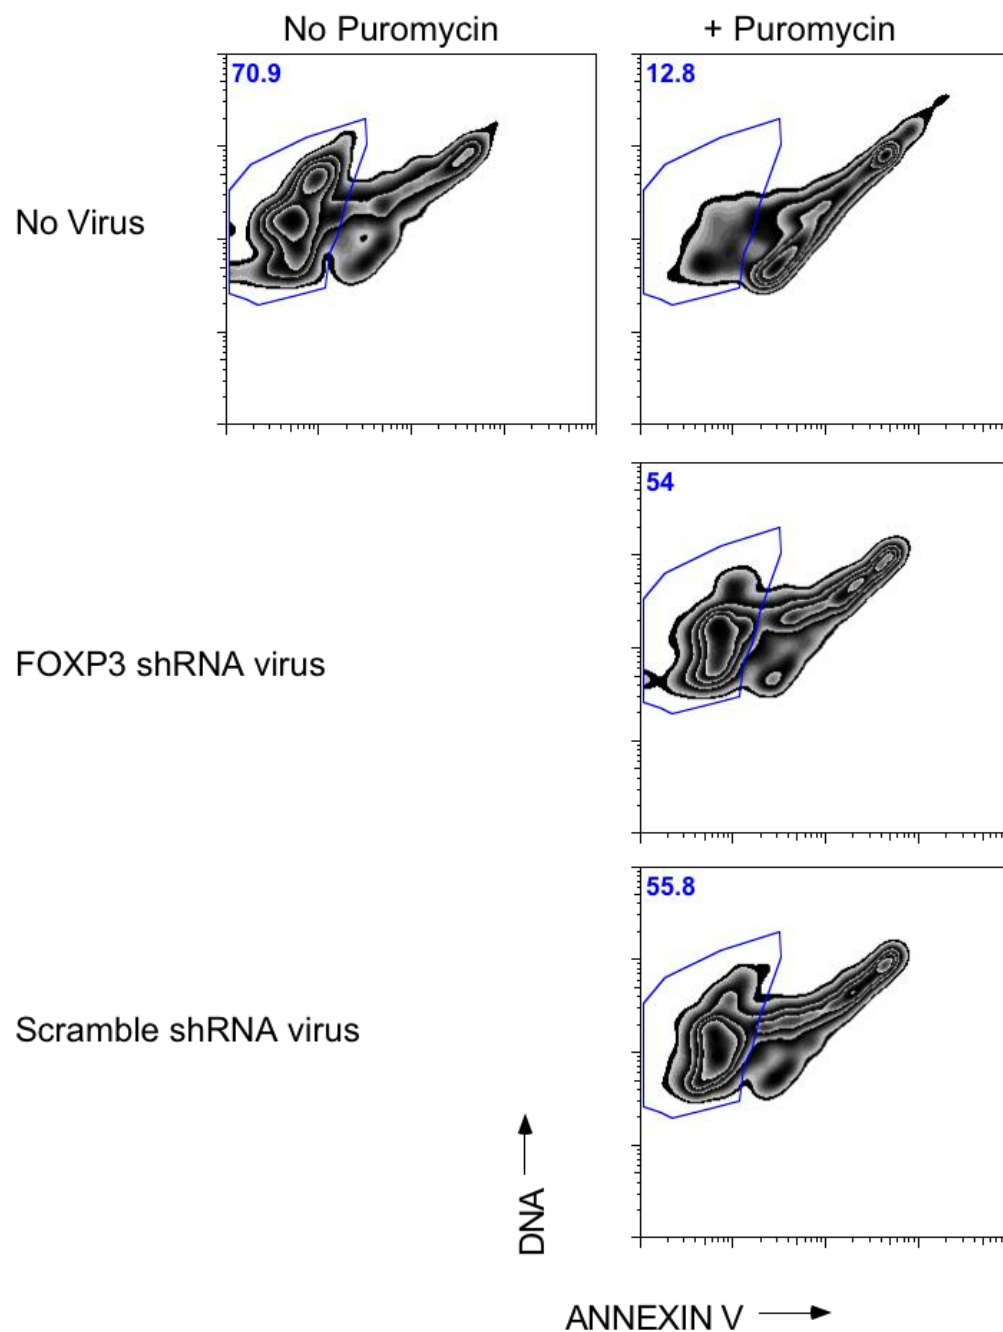 No Puromycin
+ Puromycin
No Virus
70.9
12.8
FOXP3 shRNA virus
54
Scramble shRNA virus
55.8
DNA
ANNEXIN V